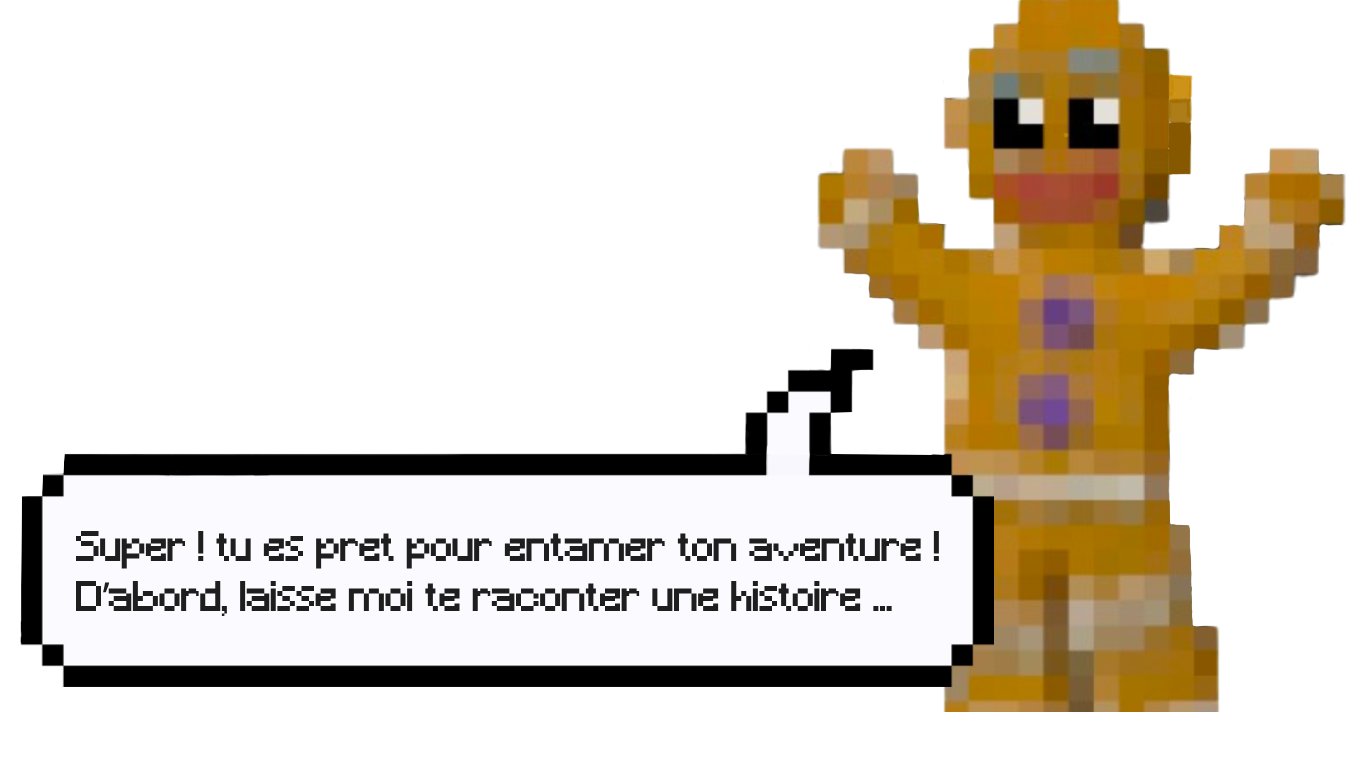 Super ! tu es pret pour entamer ton aventure !
D'abord, laisse moi te raconter une histoire ...